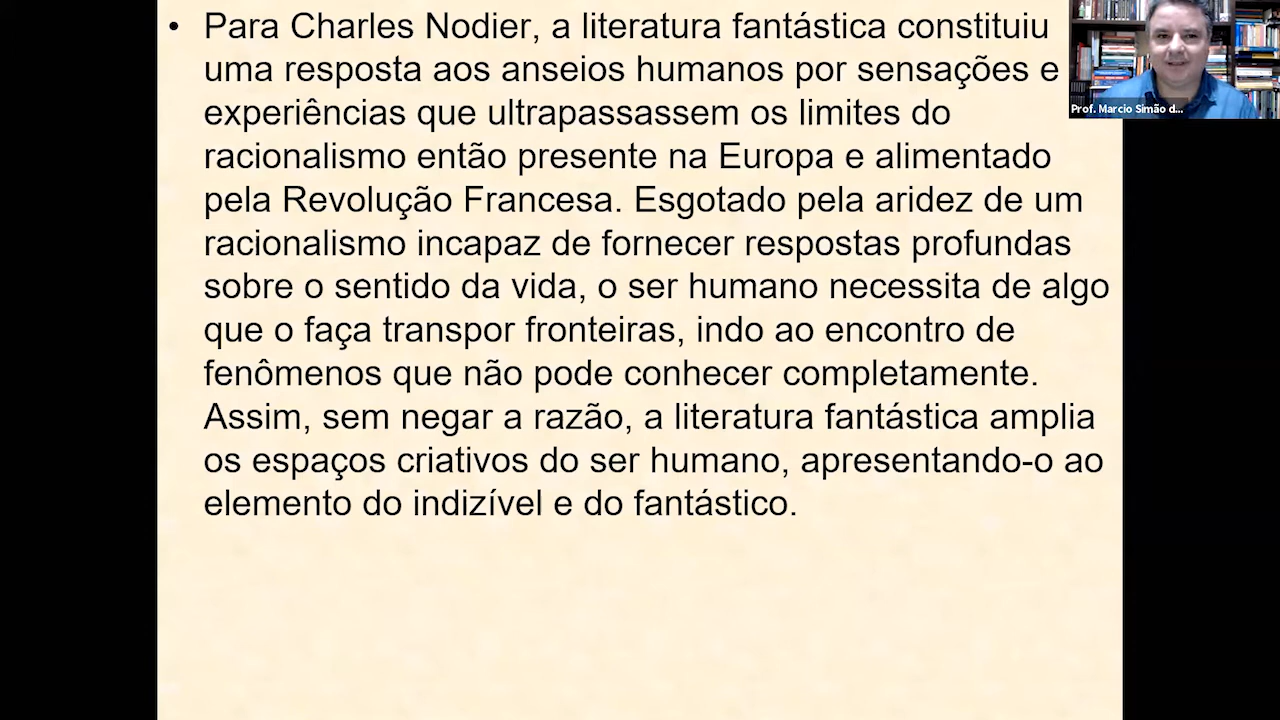 • Para Charles Nodier, a literatura fantástica constituiu
uma resposta aos anseios humanos por sensações e
experiências que ultrapassassem os limites do
racionalismo então presente na Europa e alimentado
pela Revolução Francesa. Esgotado pela aridez de um
racionalismo incapaz de fornecer respostas profundas
sobre o sentido da vida, o ser humano necessita de algo
que o faça transpor fronteiras, indo ao encontro de
fenômenos que não pode conhecer completamente.
Assim, sem negar a razão, a literatura fantástica amplia
os espaços criativos do ser humano, apresentando-o ao
elemento do indizível e do fantástico.
Prof. Marcio Simão d...